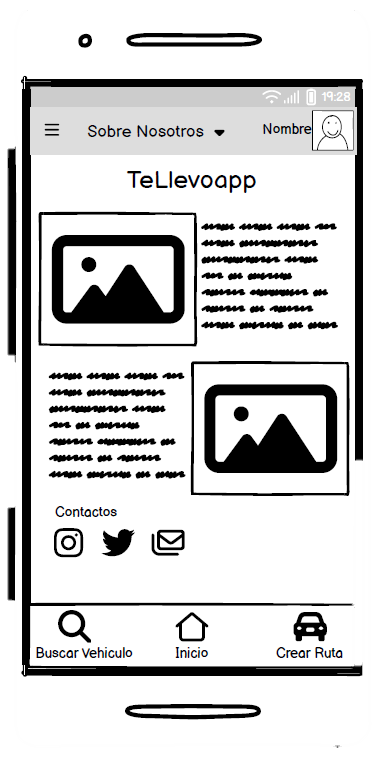 19:28
Sobre Nosotros
Nombre
TeLlevoapp
Contactos
Buscar Vehiculo
Inicio
Crear Ruta